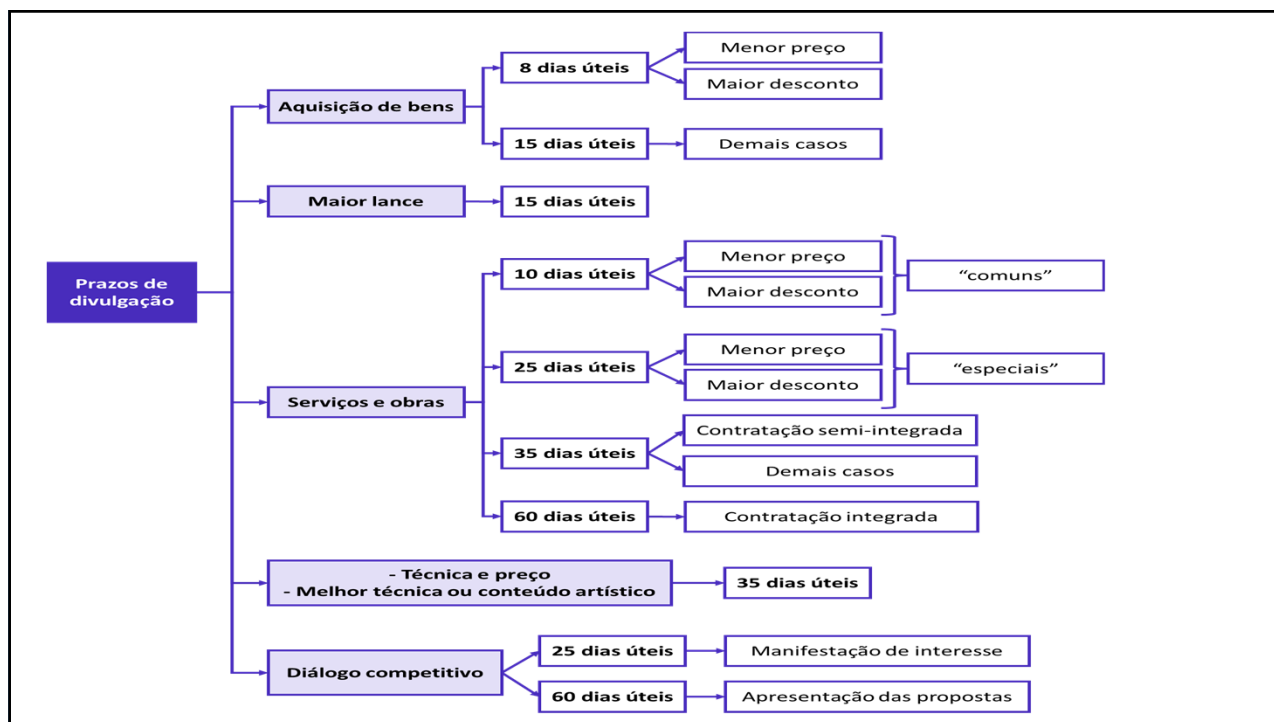 Prazos de
divulgação
Aquisição de bens
8 dias úteis
Menor preço
Maior desconto
15 dias úteis
Demais casos
Maior lance
15 dias úteis
Serviços e obras
10 dias úteis
Menor preço
Maior desconto
“comuns”
25 dias úteis
Menor preço
Maior desconto
“especiais”
35 dias úteis
Contratação semi-integrada
Demais casos
60 dias úteis
Contratação integrada
- Técnica e preço
- Melhor técnica ou conteúdo artístico
35 dias úteis
Diálogo competitivo
25 dias úteis
Manifestação de interesse
60 dias úteis
Apresentação das propostas